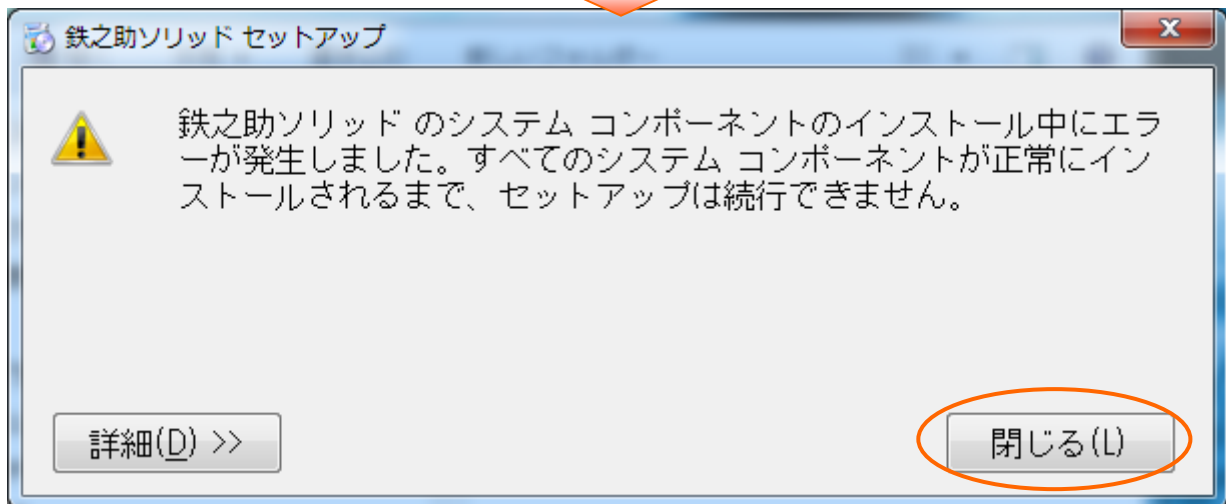 鉄之助ソリッド セットアップ
鉄之助ソリッド のシステム コンポーネントのインストール中にエラ
ーが発生しました。すべてのシステム コンポーネントが正常にイン
ストールされるまで、セットアップは続行できません。
詳細(D) >>
閉じる(L)